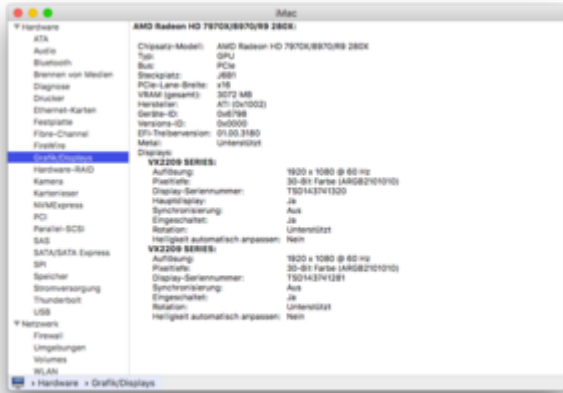 iMac
Hardware
ATA
Audio
Bluetooth
Brennen von Medien
Diagnose
Drucker
Ethernet-Karten
Festplatte
Fibre-Channel
FireWire
Grafik/Displays
Hardware-RAID
Kamera
Kartenleser
NVMExpress
PCI
Parallel-SCSI
SAS
SATA/SATA Express
SPI
Speicher
Stromversorgung
Thunderbolt
USB
Netzwerk
Firewall
Umgebungen
Volumes
WLAN
AMD Radeon HD 7970X/8970/R9 280X:
Chipsatz-Modell: AMD Radeon HD 7970X/8970/R9 280X
Typ: GPU
Bus: PCIe
Steckplatz:
PCIe-Lane-Breite: x16
VRAM (gesamt): 3072 MB
Hersteller: ATI (0x1002)
Geräte-ID: 0x6798
Versions-ID: 0x0000
EFI-Treiberversion: 01.00.3180
Metal: Unterstützt
Displays:
VX2209 SERIES:
Auflösung: 1920 x 1080 @ 60 Hz
Pixeltiefe: 30-Bit Farbe (ARGB2101010)
Display-Seriennummer: TSD143741320
Hauptdisplay: Ja
Synchronisierung: Aus
Eingeschaltet: Ja
Rotation: Unterstützt
Helligkeit automatisch anpassen: Nein
VX2209 SERIES:
Auflösung: 1920 x 1080 @ 60 Hz
Pixeltiefe: 30-Bit Farbe (ARGB2101010)
Display-Seriennummer: TSD143741281
Synchronisierung: Aus
Eingeschaltet: Ja
Rotation: Unterstützt
Helligkeit automatisch anpassen: Nein
Hardware › Grafik/Displays